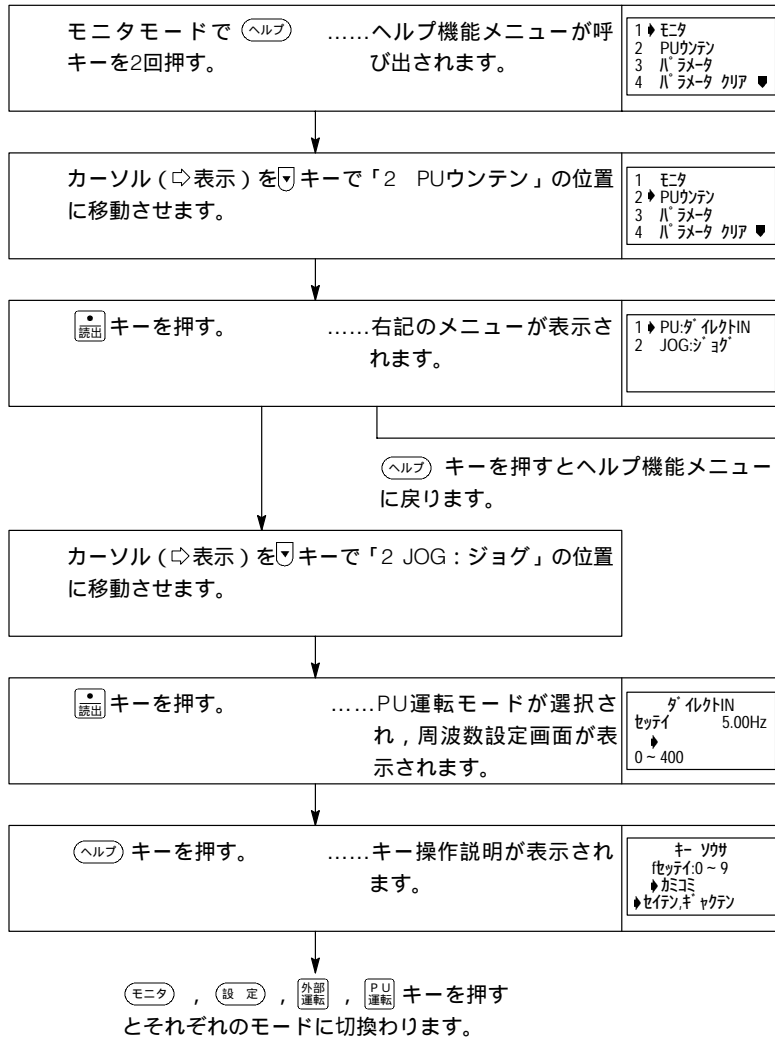 モニタモードで ヘルプ ……ヘルプ機能メニューが呼
キーを2回押す。 び出されます。
1 モニタ
2 PUウンテン
3 パラメータ
4 パラメータ クリア
カーソル ( 表示 ) を キーで「2 PUウンテン」の位置
に移動させます。
1 モニタ
2 PUウンテン
3 パラメータ
4 パラメータ クリア
読出 キーを押す。 ……右記のメニューが表示さ
れます。
1 PU:ダイレクトIN
2 JOG:ジョグ
ヘルプ キーを押すとヘルプ機能メニュー
に戻ります。
カーソル ( 表示 ) を キーで「2 JOG:ジョグ」の位置
に移動させます。
読出 キーを押す。 ……PU運転モードが選択さ
れ,周波数設定画面が表
示されます。
ダイレクトIN
セッテイ 5.00Hz
0~400
ヘルプ キーを押す。 ……キー操作説明が表示され
ます。
キー ソウサ
fセッテイ:0~9
カミコミ
セイテン,ギャクテン
モニタ , 設 定 , 外部運転 , PU運転 キーを押す
とそれぞれのモードに切換わります。